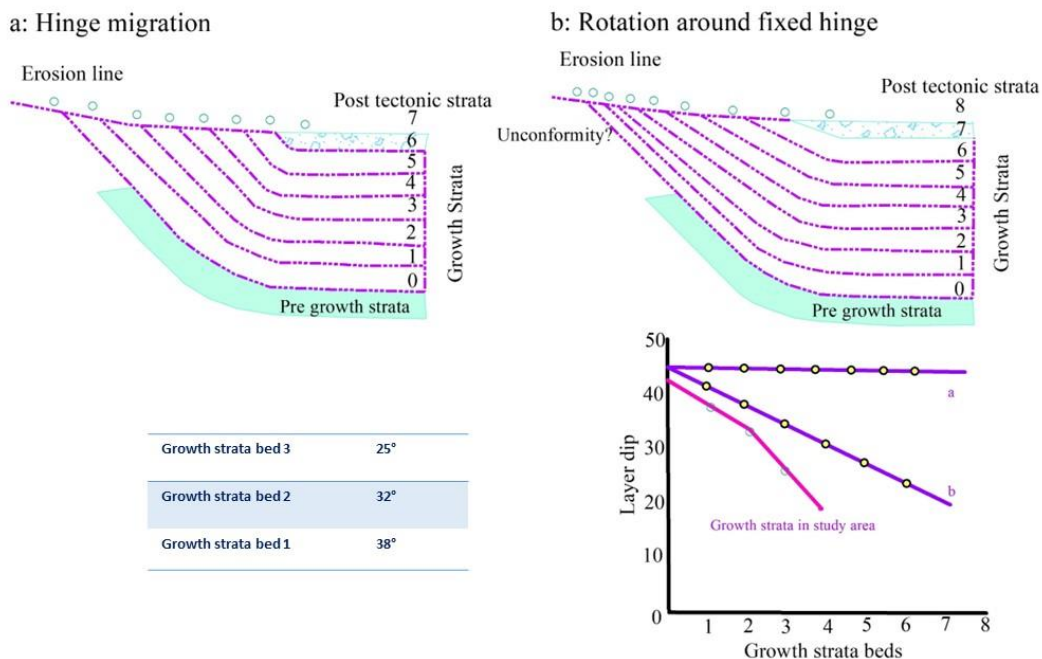 a: Hinge migration
Erosion line
Post tectonic strata
7
6
5
4
3
2
1
0
Growth Strata
Pre growth strata
b: Rotation around fixed hinge
Erosion line
Post tectonic strata
8
7
Unconformity?
6
5
4
3
2
1
0
Growth Strata
Pre growth strata
Growth strata bed 3 25°
Growth strata bed 2 32°
Growth strata bed 1 38°
50
40
30
20
10
0
Layer dip
a
b
Growth strata in study area
1 2 3 4 5 6 7 8
Growth strata beds